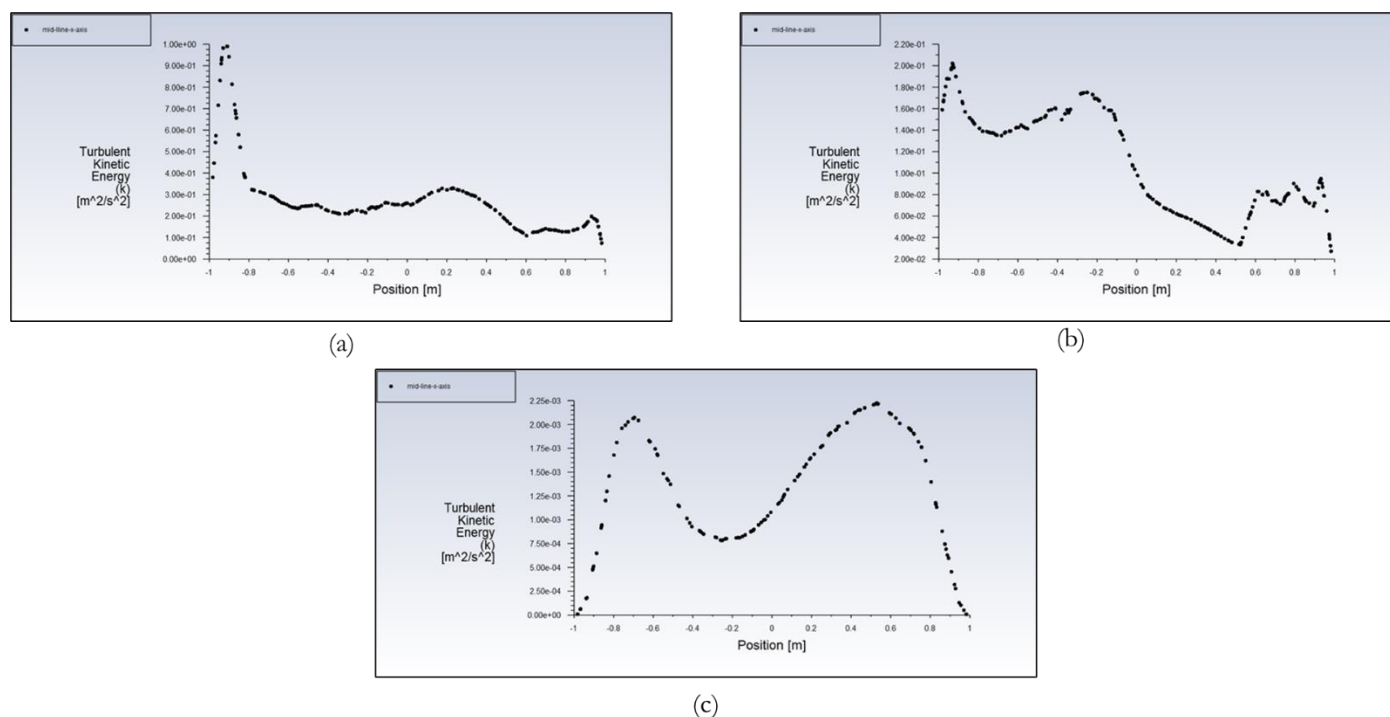 mid-line-x-axis
1.00e+00
9.00e-01
8.00e-01
7.00e-01
6.00e-01
5.00e-01
4.00e-01
3.00e-01
2.00e-01
1.00e-01
0.00e+00
Turbulent
Kinetic
Energy
(k)
[m^2/s^2]
-1 -0.8 -0.6 -0.4 -0.2 0 0.2 0.4 0.6 0.8 1
Position [m]
(a)
mid-line-x-axis
2.20e-01
2.00e-01
1.80e-01
1.60e-01
1.40e-01
1.20e-01
1.00e-01
8.00e-02
6.00e-02
4.00e-02
2.00e-02
Turbulent
Kinetic
Energy
(k)
[m^2/s^2]
-1 -0.8 -0.6 -0.4 -0.2 0 0.2 0.4 0.6 0.8 1
Position [m]
(b)
mid-line-x-axis
2.25e-03
2.00e-03
1.75e-03
1.50e-03
1.25e-03
1.00e-03
7.50e-04
5.00e-04
2.50e-04
0.00e+00
Turbulent
Kinetic
Energy
(k)
[m^2/s^2]
-1 -0.8 -0.6 -0.4 -0.2 0 0.2 0.4 0.6 0.8 1
Position [m]
(c)